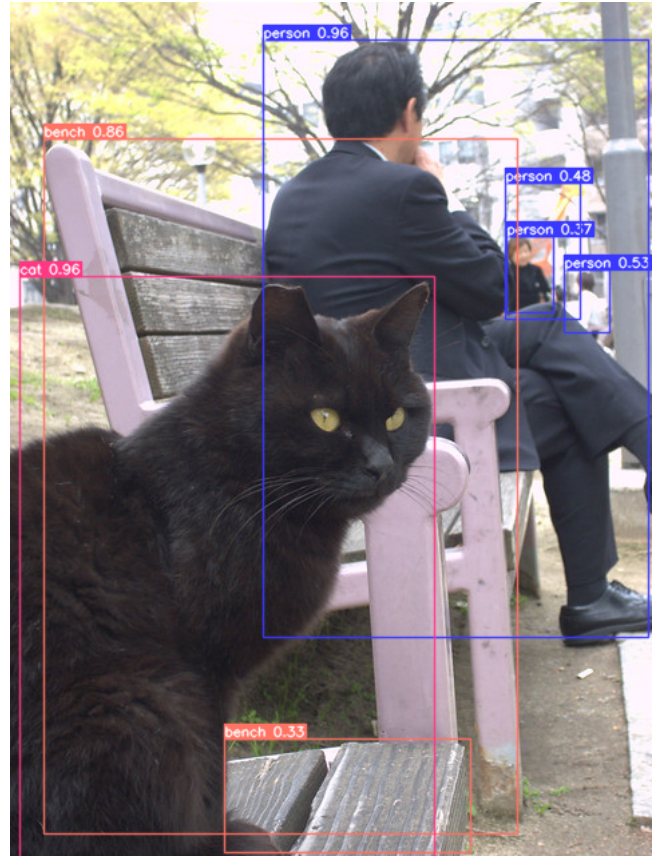 person 0.96
bench 0.86
person 0.48
person 0.37
person 0.53
cat 0.96
bench 0.33